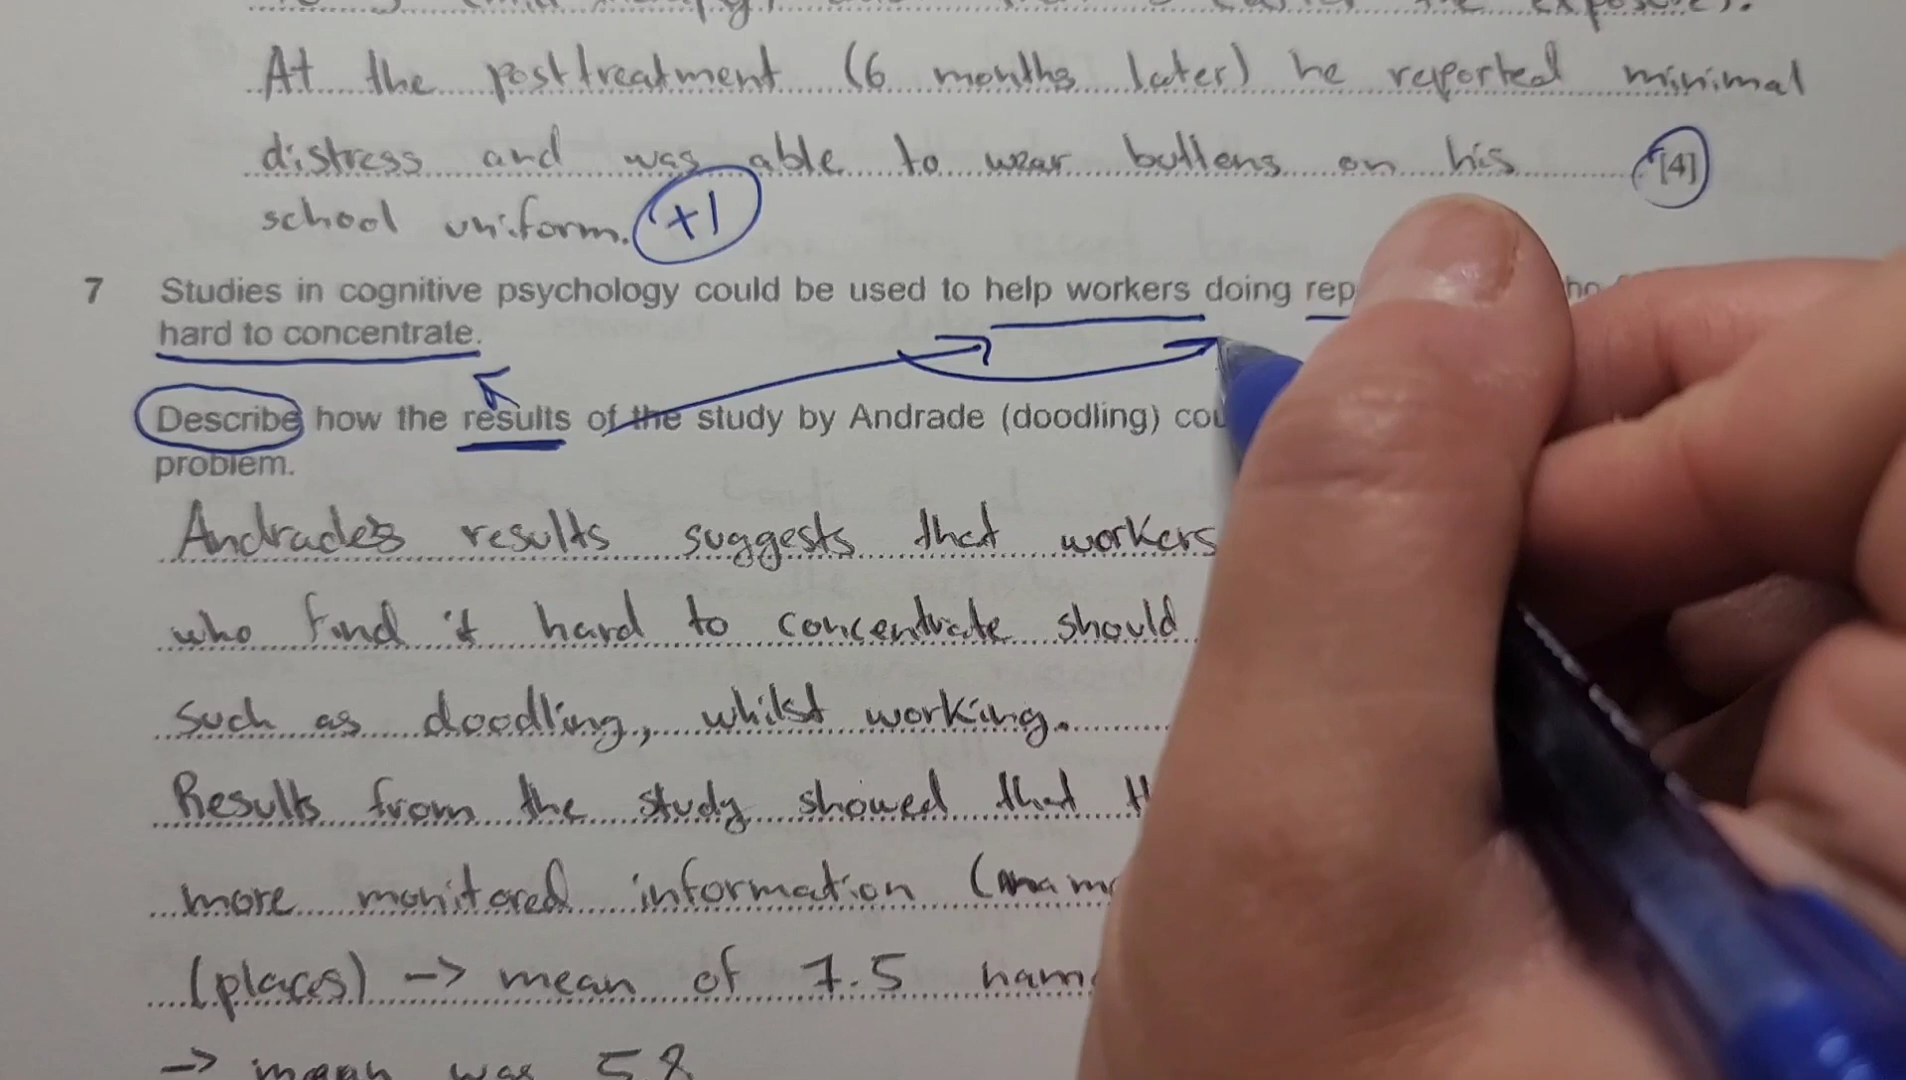 At the posttreatment (6 months later) he reported minimal
distress and was able to wear buttons on his [4]
school uniform. +1
7 Studies in cognitive psychology could be used to help workers doing rep
hard to concentrate.
Describe how the results of the study by Andrade (doodling) cou
problem.
Andrade's results suggests that workers
who find it hard to concentrate should
such as doodling, whilst working.
Results from the study showed that
more monitored information
(places) -> mean of 7.5 name
-> mean was 5.8